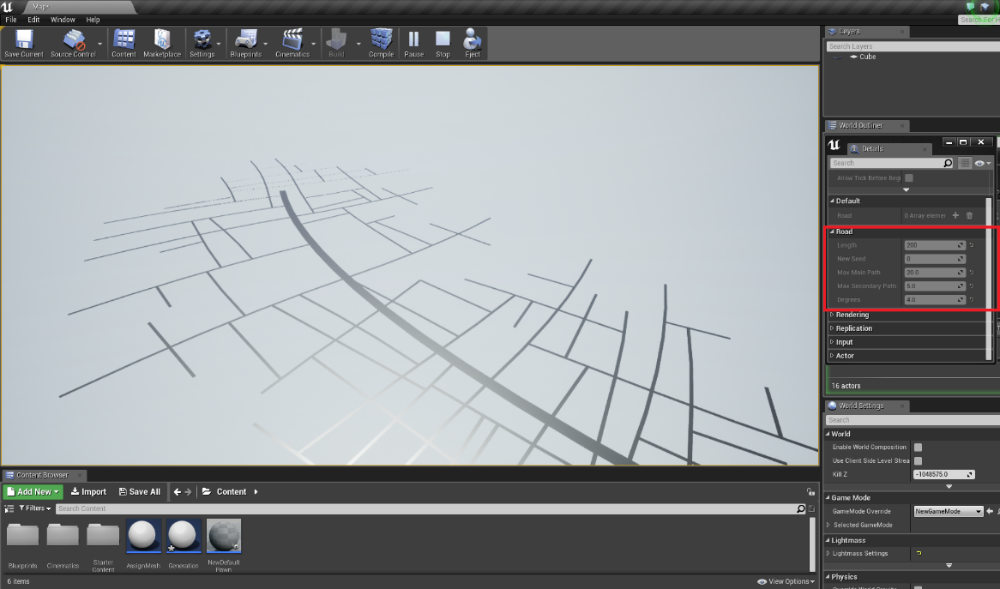 Map*
File Edit Window Help
Search For H
Save Current Source Control Content Marketplace Settings Blueprints Cinematics Build Compile Pause Stop Eject
Layers
Search Layers
Cube
World Outliner
Details
Search
Allow Tick Before Begi
Default
Road 0 Array elemer
Road
Length 200
New Seed 0
Max Main Path 20.0
Max Secondary Path 5.0
Degrees 4.0
Rendering
Replication
Input
Actor
16 actors
World Settings
Search
World
Enable World Composition
Use Client Side Level Strea
Kill Z -1048575.0
Game Mode
GameMode Override NewGameMode
Selected GameMode
Lightmass
Lightmass Settings
Physics
Content Browser
Add New Import Save All Content
Filters Search Content
Blueprints Cinematics Starter Content AssignMesh Generation NewDefault Pawn
6 items View Options